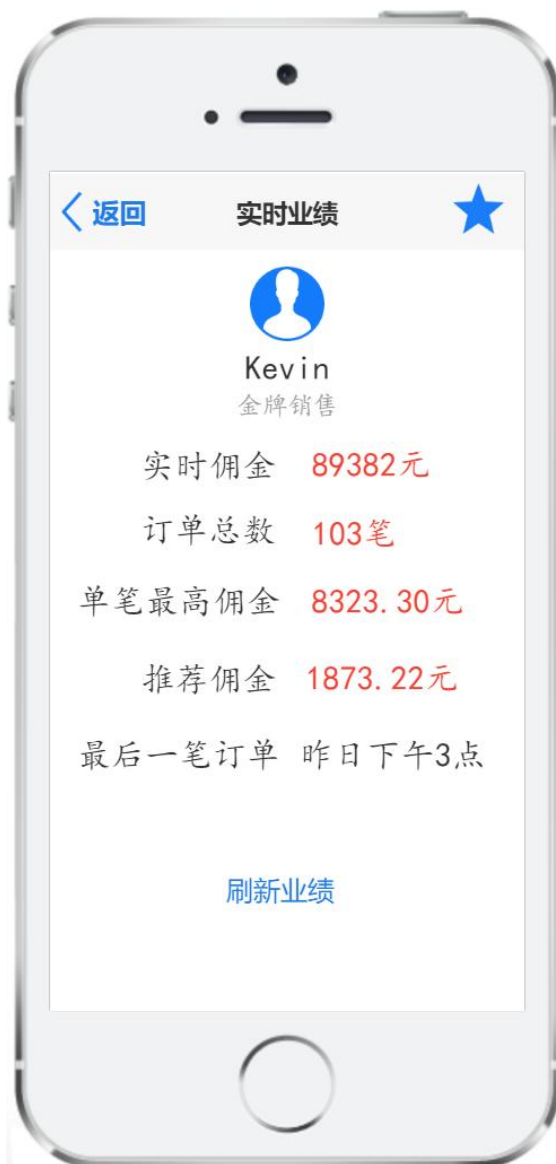 返回 实时业绩
Kevin
金牌销售
实时佣金 89382元
订单总数 103笔
单笔最高佣金 8323.30元
推荐佣金 1873.22元
最后一笔订单 昨日下午3点
刷新业绩